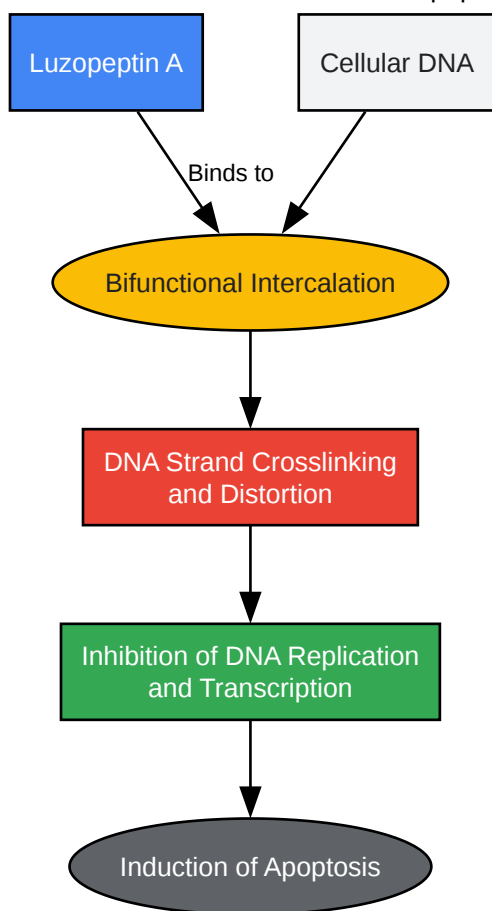 Luzopeptin A
Cellular DNA
Binds to
Bifunctional Intercalation
DNA Strand Crosslinking
and Distortion
Inhibition of DNA Replication
and Transcription
Induction of Apoptosis